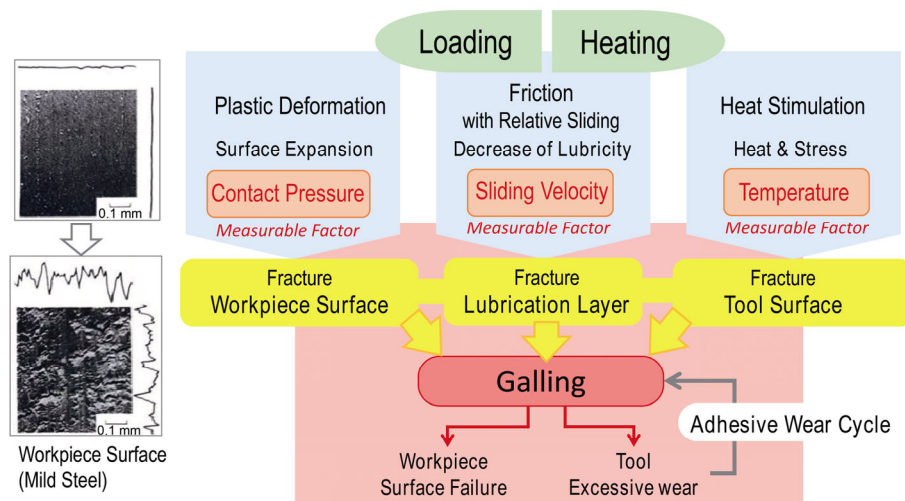 Loading
Heating
Plastic Deformation
Surface Expansion
Contact Pressure
Measurable Factor
Friction
with Relative Sliding
Decrease of Lubricity
Sliding Velocity
Measurable Factor
Heat Stimulation
Heat & Stress
Temperature
Measurable Factor
0.1 mm
Fracture
Workpiece Surface
Fracture
Lubrication Layer
Fracture
Tool Surface
Galling
Adhesive Wear Cycle
Workpiece
Surface Failure
Tool
Excessive wear
0.1 mm
Workpiece Surface
(Mild Steel)